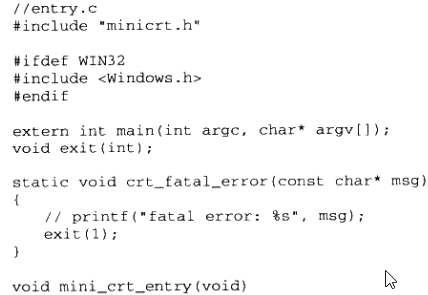 //entry.c
#include "minicrt.h"
#ifdef WIN32
#include <Windows.h>
#endif
extern int main(int argc, char* argv[]);
void exit(int);
static void crt_fatal_error(const char* msg)
{
// printf("fatal error: %s", msg);
exit(1);
}
void mini_crt_entry(void)